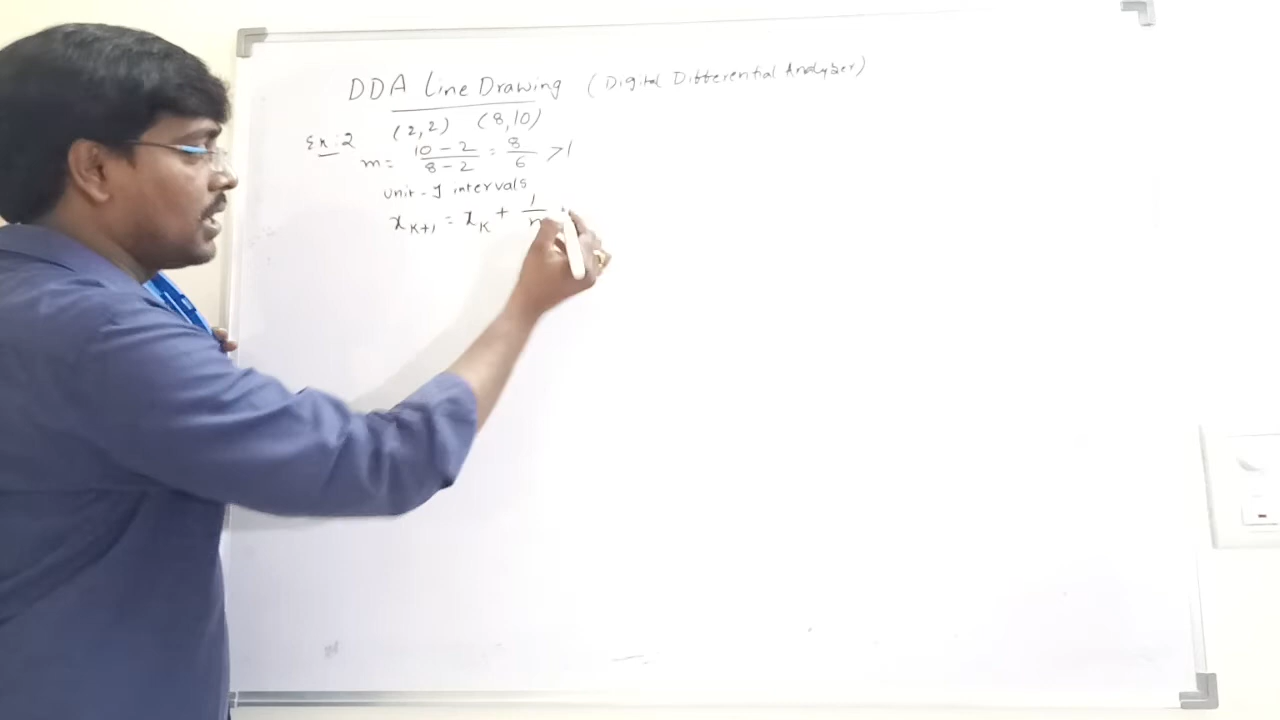 DDA Line Drawing (Digital Differential Analyzer)
Ex:2 (2,2) (8,10)
m = 10 - 2 / 8 - 2 = 8 / 6 > 1
Unit - y intervals
x_{K+1} = x_K + 1 / m